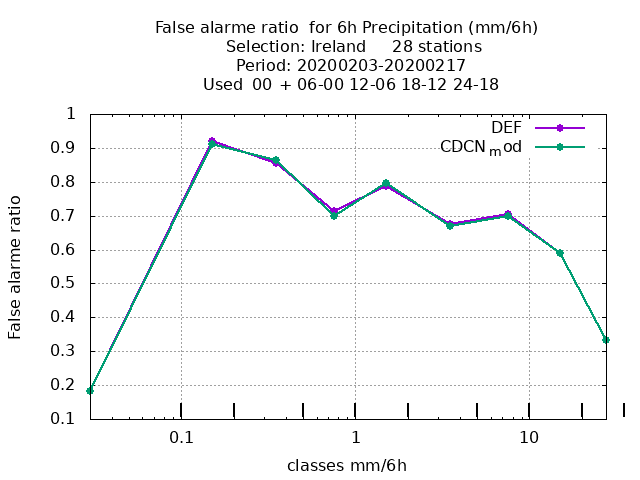 False alarme ratio  for 6h Precipitation (mm/6h)
Selection: Ireland     28 stations
Period: 20200203-20200217
Used  00  + 06-00 12-06 18-12 24-18
DEF
CDCNmod
False alarme ratio
1
0.9
0.8
0.7
0.6
0.5
0.4
0.3
0.2
0.1
0.1 1 10
classes mm/6h